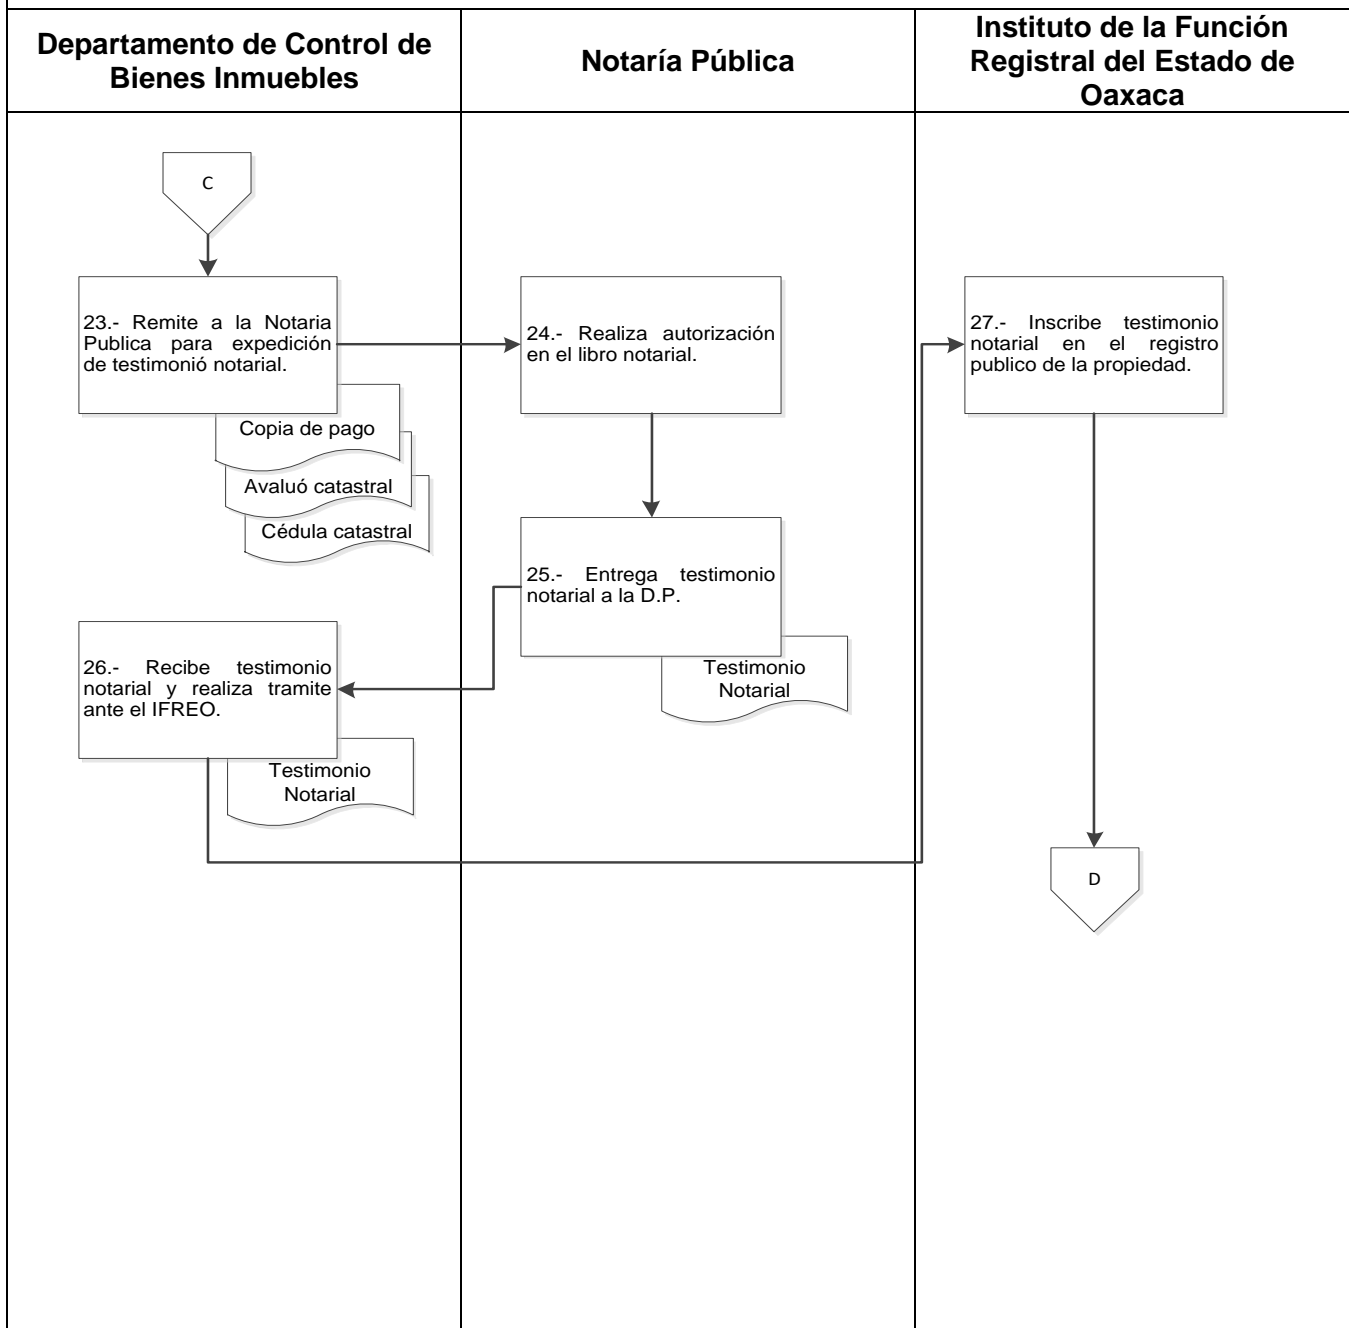 Departamento de Control de
Bienes Inmuebles
Notaría Pública
Instituto de la Función
Registral del Estado de
Oaxaca
C
23.- Remite a la Notaria
Publica para expedición
de testimonió notarial.
Copia de pago
Avaluó catastral
Cédula catastral
24.- Realiza autorización
en el libro notarial.
25.- Entrega testimonio
notarial a la D.P.
Testimonio
Notarial
26.- Recibe testimonio
notarial y realiza tramite
ante el IFREO.
Testimonio
Notarial
27.- Inscribe testimonio
notarial en el registro
publico de la propiedad.
D